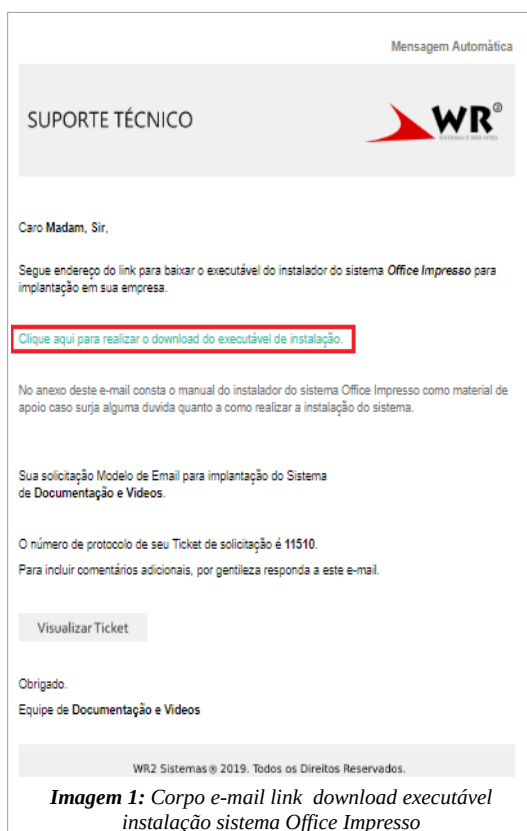 Mensagem Automática
SUPORTE TÉCNICO
WR2®
SISTEMAS E WEB SITES
Caro Madam, Sir,
Segue endereço do link para baixar o executável do instalador do sistema Office Impresso para
implantação em sua empresa.
Clique aqui para realizar o download do executável de instalação.
No anexo deste e-mail consta o manual do instalador do sistema Office Impresso como material de
apoio caso surja alguma duvida quanto a como realizar a instalação do sistema.
Sua solicitação Modelo de Email para implantação do Sistema
de Documentação e Videos.
O número de protocolo de seu Ticket de solicitação é 11510.
Para incluir comentários adicionais, por gentileza responda a este e-mail.
Visualizar Ticket
Obrigado.
Equipe de Documentação e Videos
WR2 Sistemas® 2019. Todos os Direitos Reservados.
Imagem 1: Corpo e-mail link  download executável
instalação sistema Office Impresso